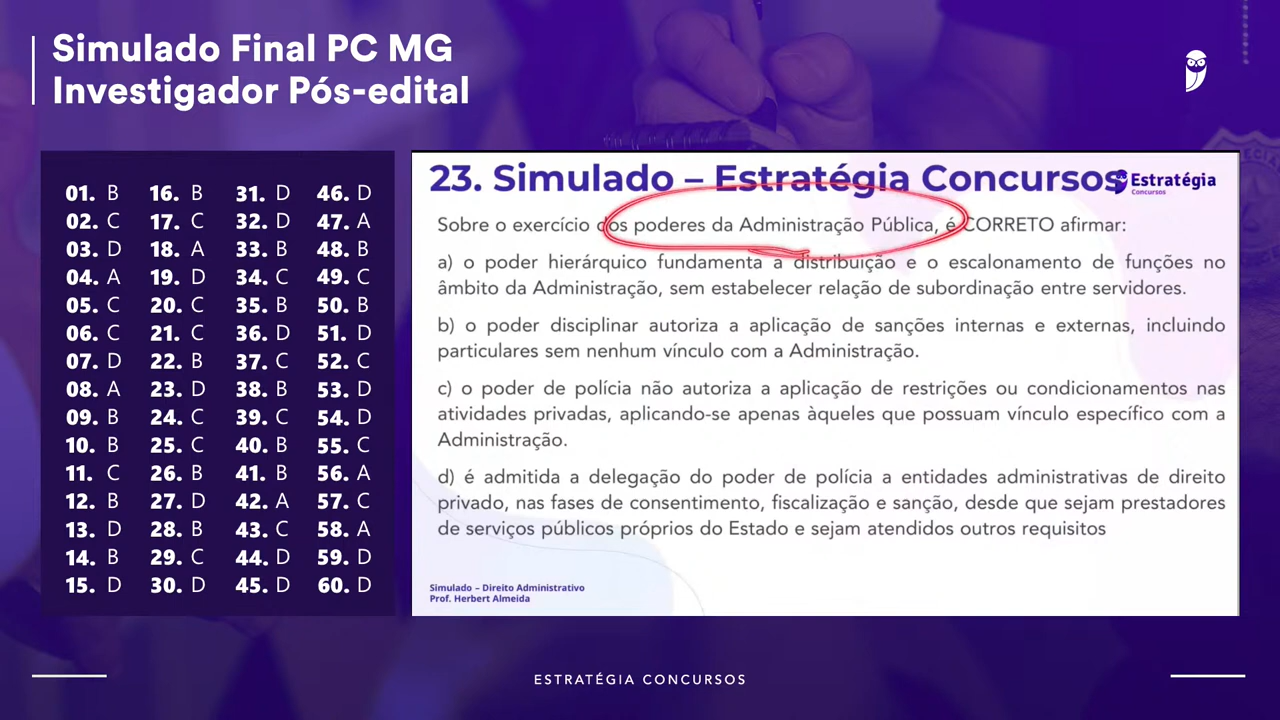 Simulado Final PC MG
Investigador Pós-edital
01. B 16. B 31. D 46. D
02. C 17. C 32. D 47. A
03. D 18. A 33. B 48. B
04. A 19. D 34. C 49. C
05. C 20. C 35. B 50. B
06. C 21. C 36. D 51. D
07. D 22. B 37. C 52. C
08. A 23. D 38. B 53. D
09. B 24. C 39. C 54. D
10. B 25. C 40. B 55. C
11. C 26. B 41. B 56. A
12. B 27. D 42. A 57. C
13. D 28. B 43. C 58. A
14. B 29. C 44. D 59. D
15. D 30. D 45. D 60. D
23. Simulado – Estratégia Concursos
Estratégia
Concursos
Sobre o exercício dos poderes da Administração Pública, é CORRETO afirmar:
a) o poder hierárquico fundamenta a distribuição e o escalonamento de funções no
âmbito da Administração, sem estabelecer relação de subordinação entre servidores.
b) o poder disciplinar autoriza a aplicação de sanções internas e externas, incluindo
particulares sem nenhum vínculo com a Administração.
c) o poder de polícia não autoriza a aplicação de restrições ou condicionamentos nas
atividades privadas, aplicando-se apenas àqueles que possuam vínculo específico com a
Administração.
d) é admitida a delegação do poder de polícia a entidades administrativas de direito
privado, nas fases de consentimento, fiscalização e sanção, desde que sejam prestadores
de serviços públicos próprios do Estado e sejam atendidos outros requisitos
Simulado – Direito Administrativo
Prof. Herbert Almeida
ESTRATÉGIA CONCURSOS